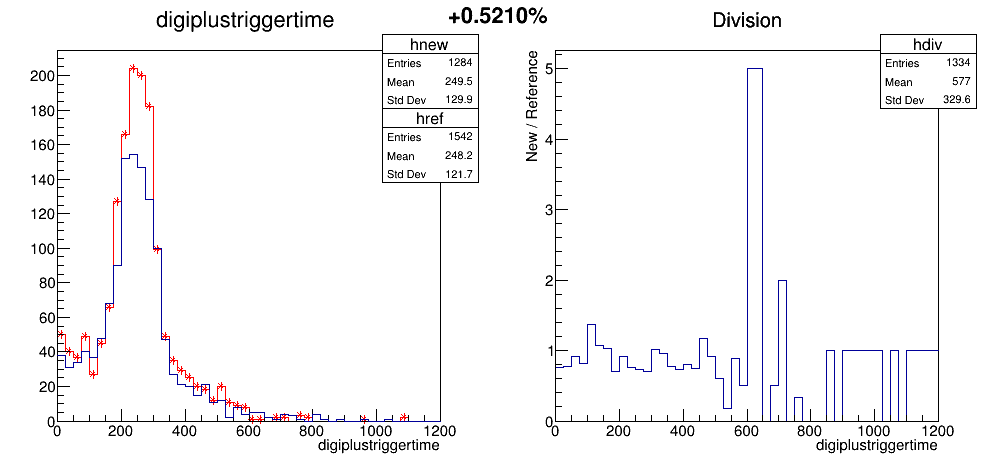 digiplustriggertime
+0.5210%
Division
hnew
Entries 1284
Mean 249.5
Std Dev 129.9
href
Entries 1542
Mean 248.2
Std Dev 121.7
200
180
160
140
120
100
80
60
40
20
0
0 200 400 600 800 1000 1200
digiplustriggertime
hdiv
Entries 1334
Mean 577
Std Dev 329.6
New / Reference
5
4
3
2
1
0
0 200 400 600 800 1000 1200
digiplustriggertime